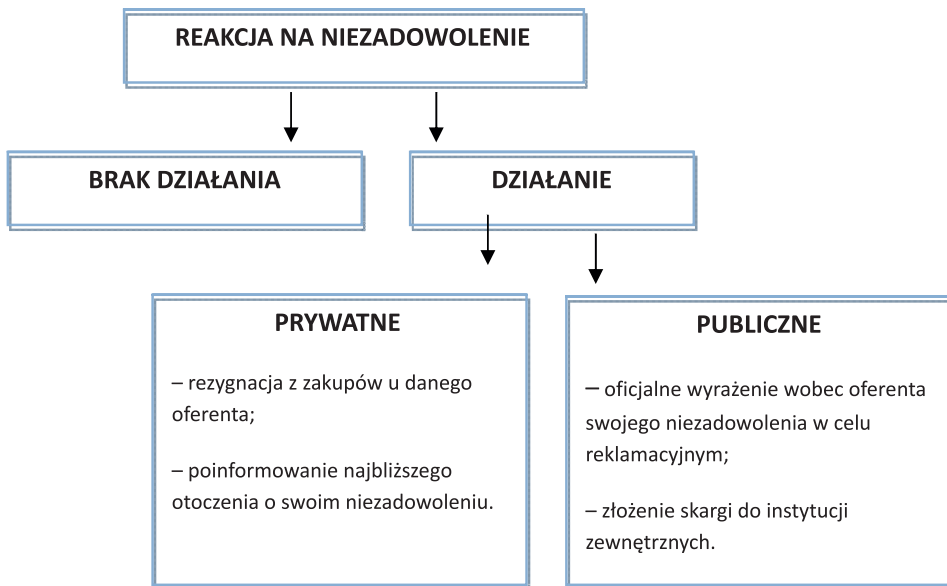 REAKCJA NA NIEZADOWOLENIE
BRAK DZIAŁANIA
DZIAŁANIE
PRYWATNE
– rezygnacja z zakupów u danego
oferenta;
– poinformowanie najbliższego
otoczenia o swoim niezadowoleniu.
PUBLICZNE
– oficjalne wyrażenie wobec oferenta
swojego niezadowolenia w celu
reklamacyjnym;
– złożenie skargi do instytucji
zewnętrznych.